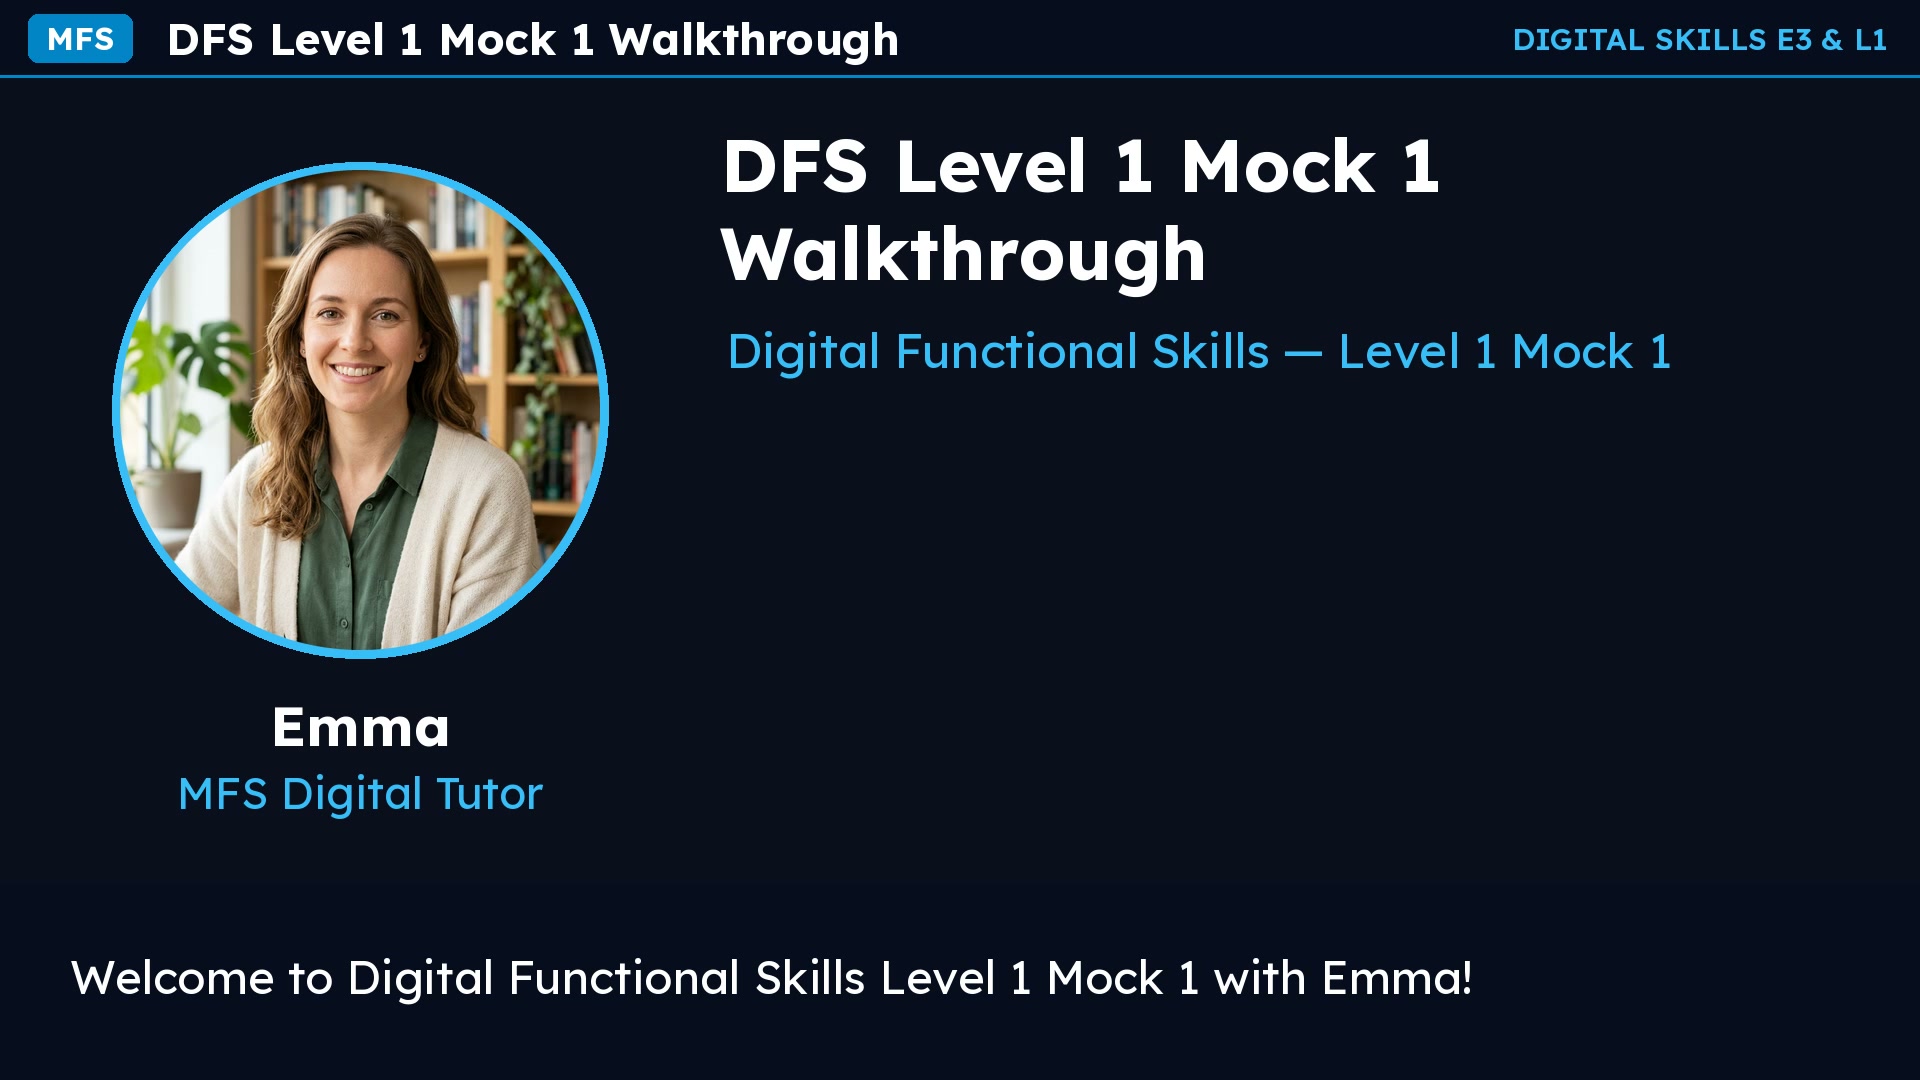 MFS
DFS Level 1 Mock 1 Walkthrough
DIGITAL SKILLS E3 & L1
DFS Level 1 Mock 1
Walkthrough
Digital Functional Skills — Level 1 Mock 1
Emma
MFS Digital Tutor
Welcome to Digital Functional Skills Level 1 Mock 1 with Emma!